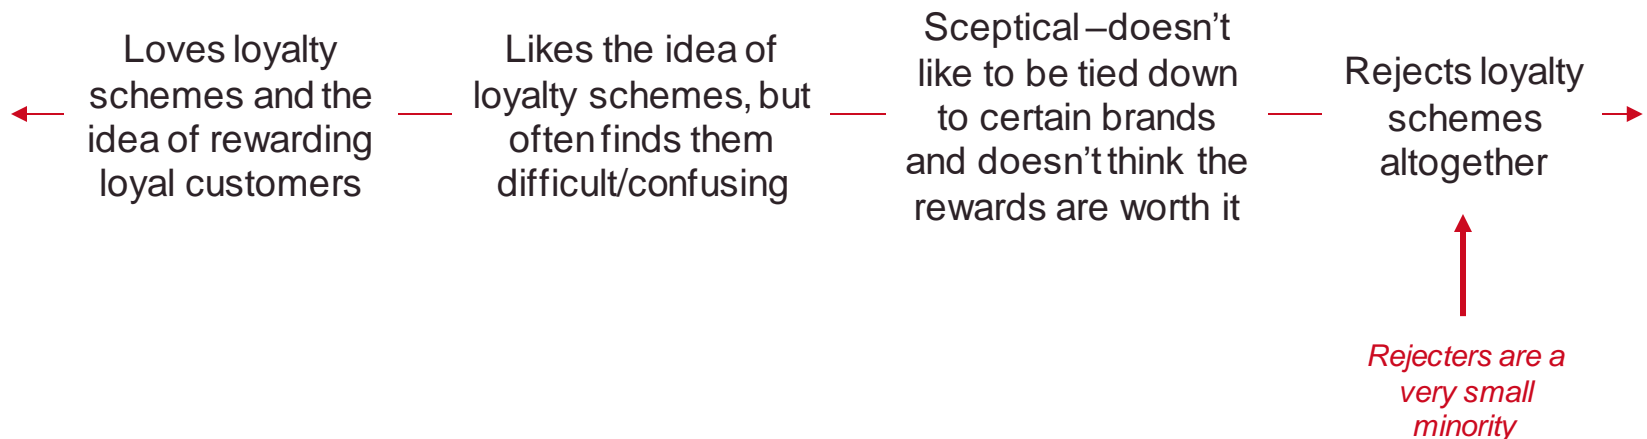 Loves loyalty
schemes and the
idea of rewarding
loyal customers
Likes the idea of
loyalty schemes, but
often finds them
difficult/confusing
Sceptical – doesn't
like to be tied down
to certain brands
and doesn't think the
rewards are worth it
Rejects loyalty
schemes
altogether
Rejecters are a
very small
minority